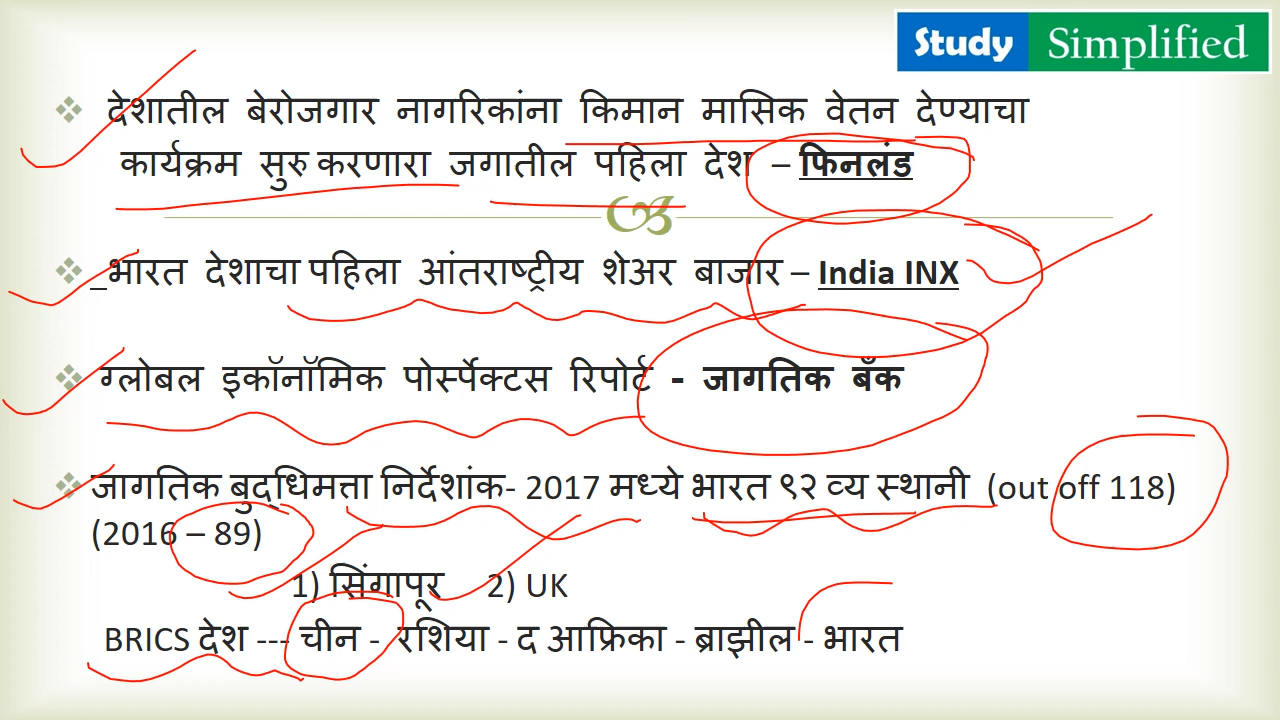 Study Simplified
देशातील बेरोजगार नागरिकांना किमान मासिक वेतन देण्याचा
कार्यक्रम सुरु करणारा जगातील पहिला देश – फिनलंड
भारत देशाचा पहिला आंतराष्ट्रीय शेअर बाजार – India INX
ग्लोबल इकॉनॉमिक पोर्स्पेक्टस रिपोर्ट - जागतिक बँक
जागतिक बुद्धिमत्ता निर्देशांक- 2017 मध्ये भारत ९२ व्य स्थानी (out off 118)
(2016 – 89)
1) सिंगापूर 2) UK
BRICS देश --- चीन - रशिया - द आफ्रिका - ब्राझील - भारत